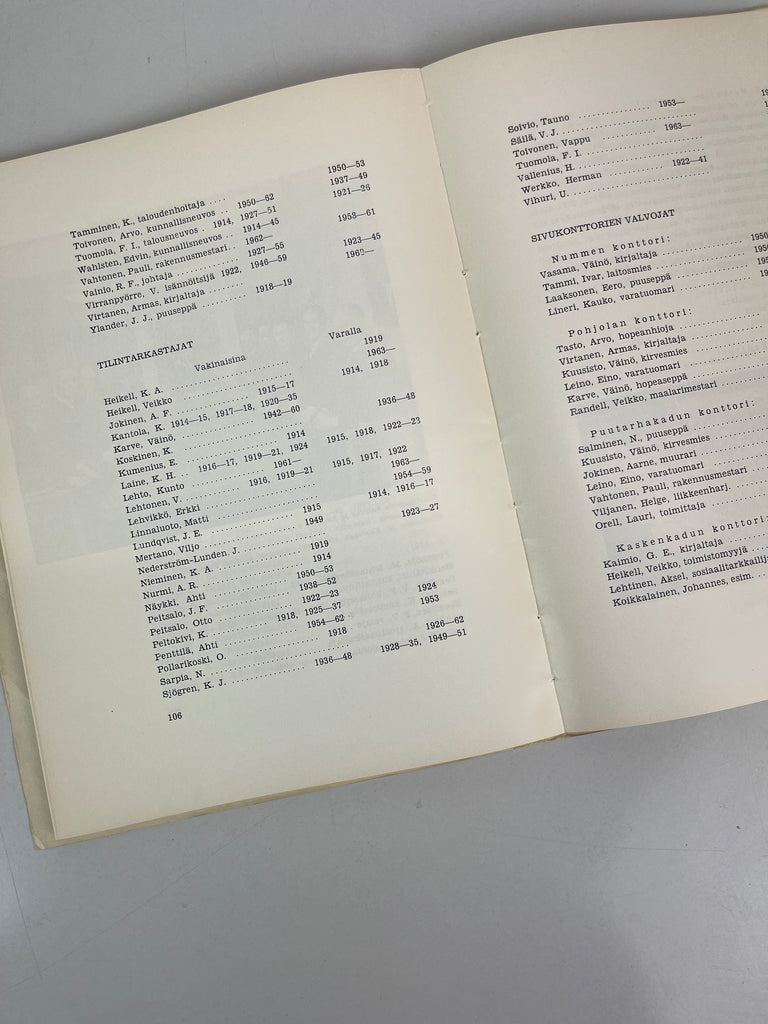 Tamminen, K., taloudenhoitaja .... 1950—53
Toivonen, Arvo, kunnallisneuvos .. 1950—62 1937—49
Tuomola, F. I., talousneuvos . 1914, 1927—51 1921—26
Wahlsten, Edvin, kunnallisneuvos .. 1914—45
Vahtonen, Pauli, rakennusmestari .. 1962— 1953—61
Vainio, R. F., johtaja .......... 1927—55
Virranpyörre, V. isännöitsijä 1922, 1946—59 1923—45
Virtanen, Armas, kirjaltaja .......... 1962—
Ylander, J. J., puuseppä .......... 1918—19
TILINTARKASTAJAT
Vakinaisina Varalla
Heikell, K. A. .......... 1919
Heikell, Veikko .......... 1963—
Jokinen, A. F. .......... 1915—17 1914, 1918
Kantola, K. 1914—15, 1917—18, 1920—35
Karve, Väinö, .......... 1942—60
Koskinen, K. .......... 1936—48
Kumenius, E. .......... 1914
Laine, K. H. . 1916—17, 1919—21, 1924 1915, 1918, 1922—23
Lehto, Kunto .......... 1961—
Lehtonen, V. .......... 1916, 1919—21 1915, 1917, 1922
Lehvikkö, Erkki .......... 1963—
Linnaluoto, Matti .......... 1954—59
Lundqvist, J. E. .......... 1915 1914, 1916—17
Mertano, Viljo .......... 1949
Nederström-Lunden, J. .......... 1923—27
Nieminen, K. A. .......... 1919
Nurmi, A. R. .......... 1914
Näykki, Ahti .......... 1950—53
Peitsalo, J. F. .......... 1938—52
Peitsalo, Otto .......... 1922—23
Peltokivi, K. .......... 1918, 1925—37 1924
Penttilä, Ahti .......... 1954—62 1953
Pollarikoski, O. .......... 1918
Sarpia, N. .......... 1926—62
Sjögren, K. J. .......... 1936—48 1928—35, 1949—51
106
Soivio, Tauno .......... 1953—
Säilä, V. J. ..........
Toivonen, Vappu .......... 1963—
Tuomola, F. I. ..........
Vallenius, H. ..........
Werkko, Herman .......... 1922—41
Vihuri, U. ..........
SIVUKONTTORIEN VALVOJAT
Nummen konttori:
Vasama, Väinö, kirjaltaja .......... 1950
Tammi, Ivar, laitosmies ..........
Laaksonen, Eero, puuseppä ..........
Lineri, Kauko, varatuomari ..........
Pohjolan konttori:
Tasto, Arvo, hopeanhioja ..........
Virtanen, Armas, kirjaltaja ..........
Kuusisto, Väinö, kirvesmies ..........
Leino, Eino, varatuomari ..........
Karve, Väinö, hopeaseppä ..........
Randell, Veikko, maalarimestari ..........
Puutarhakadun konttori:
Salminen, N., puuseppä ..........
Kuusisto, Väinö, kirvesmies ..........
Jokinen, Aarne, muurari ..........
Leino, Eino, varatuomari ..........
Vahtonen, Pauli, rakennusmestari ..........
Viljanen, Helge, liikkeenharj. ..........
Orell, Lauri, toimittaja ..........
Kaskenkadun konttori:
Kaimio, G. E., kirjaltaja ..........
Heikell, Veikko, toimistomyyjä ..........
Lehtinen, Aksel, sosiaalitarkkailij
Koikkalainen, Johannes, esim. ..........